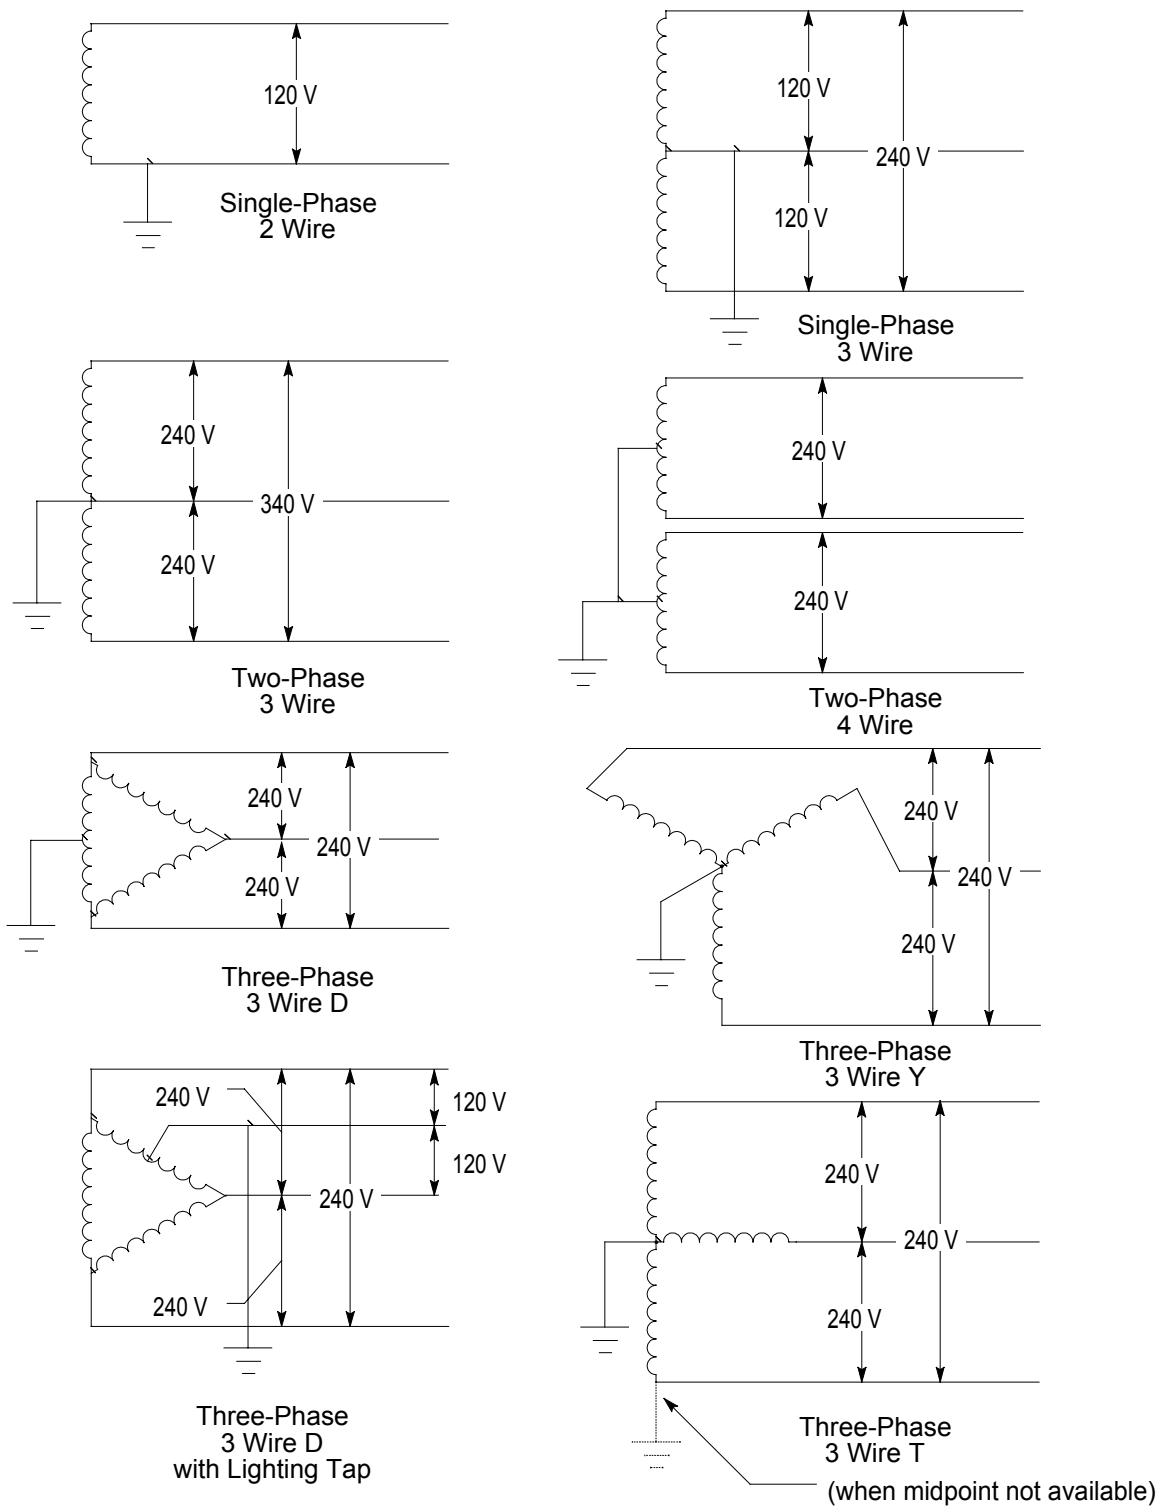 120 V
Single-Phase
2 Wire
120 V
240 V
120 V
Single-Phase
3 Wire
240 V
340 V
240 V
Two-Phase
3 Wire
240 V
240 V
Two-Phase
4 Wire
240 V
240 V
240 V
Three-Phase
3 Wire D
240 V
240 V
240 V
Three-Phase
3 Wire Y
240 V
120 V
120 V
240 V
240 V
Three-Phase
3 Wire D
with Lighting Tap
240 V
240 V
240 V
Three-Phase
3 Wire T
(when midpoint not available)